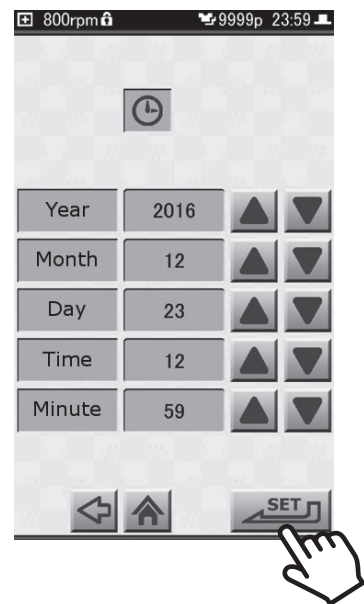 800rpm 9999p 23:59
Year 2016
Month 12
Day 23
Time 12
Minute 59
SET